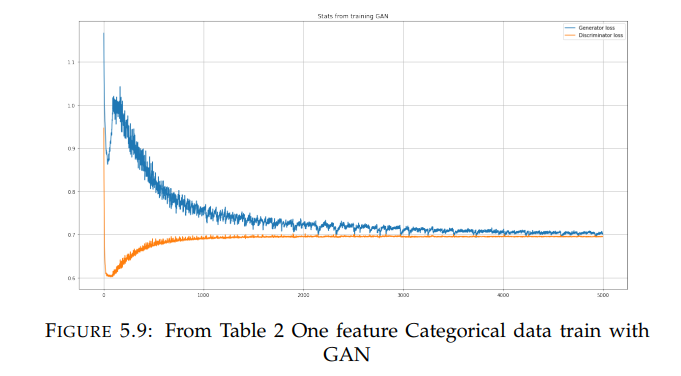 Stats from training GAN
Generator loss
Discriminator loss
1.1
1.0
0.9
0.8
0.7
0.6
0
1000
2000
3000
4000
5000
FIGURE 5.9: From Table 2 One feature Categorical data train with
GAN